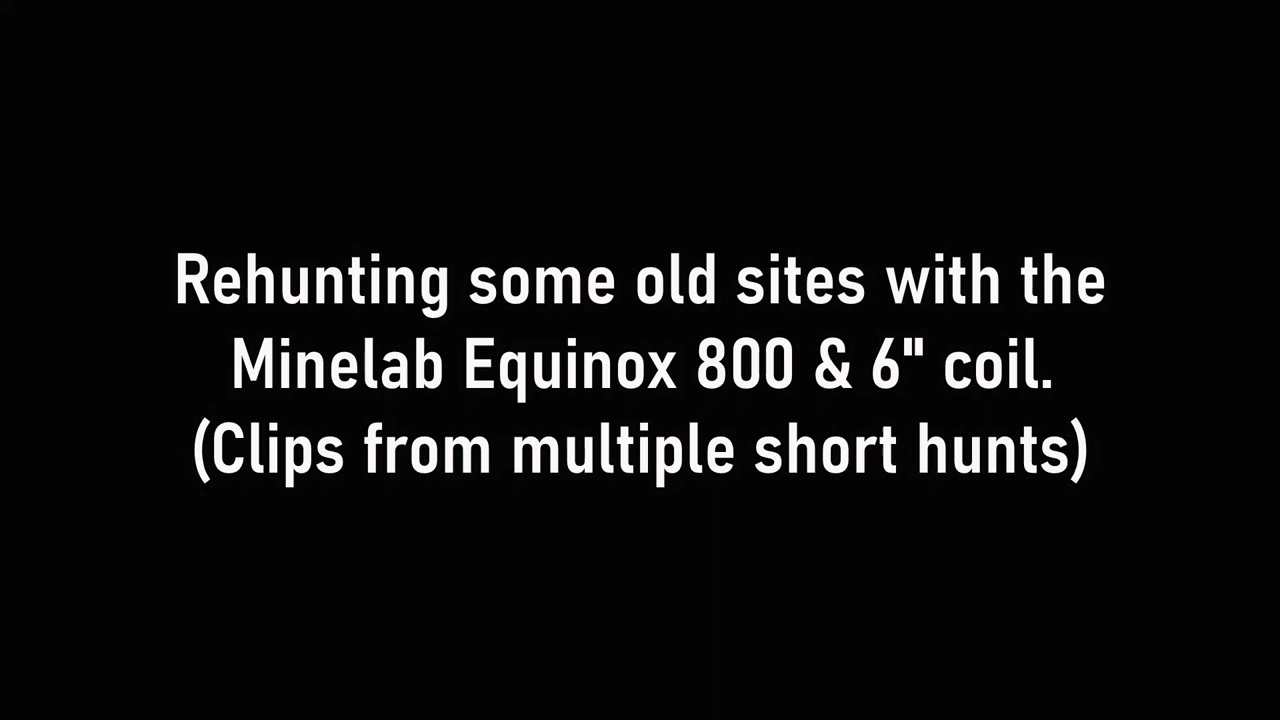 Rehunting some old sites with the
Minelab Equinox 800 & 6" coil.
(Clips from multiple short hunts)